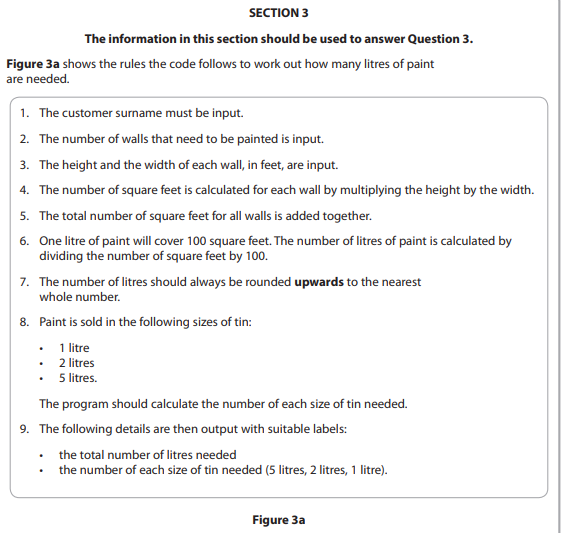 SECTION 3
The information in this section should be used to answer Question 3.
Figure 3a shows the rules the code follows to work out how many litres of paint
are needed.
1. The customer surname must be input.
2. The number of walls that need to be painted is input.
3. The height and the width of each wall, in feet, are input.
4. The number of square feet is calculated for each wall by multiplying the height by the width.
5. The total number of square feet for all walls is added together.
6. One litre of paint will cover 100 square feet. The number of litres of paint is calculated by
dividing the number of square feet by 100.
7. The number of litres should always be rounded upwards to the nearest
whole number.
8. Paint is sold in the following sizes of tin:
• 1 litre
• 2 litres
• 5 litres.
The program should calculate the number of each size of tin needed.
9. The following details are then output with suitable labels:
• the total number of litres needed
• the number of each size of tin needed (5 litres, 2 litres, 1 litre).
Figure 3a